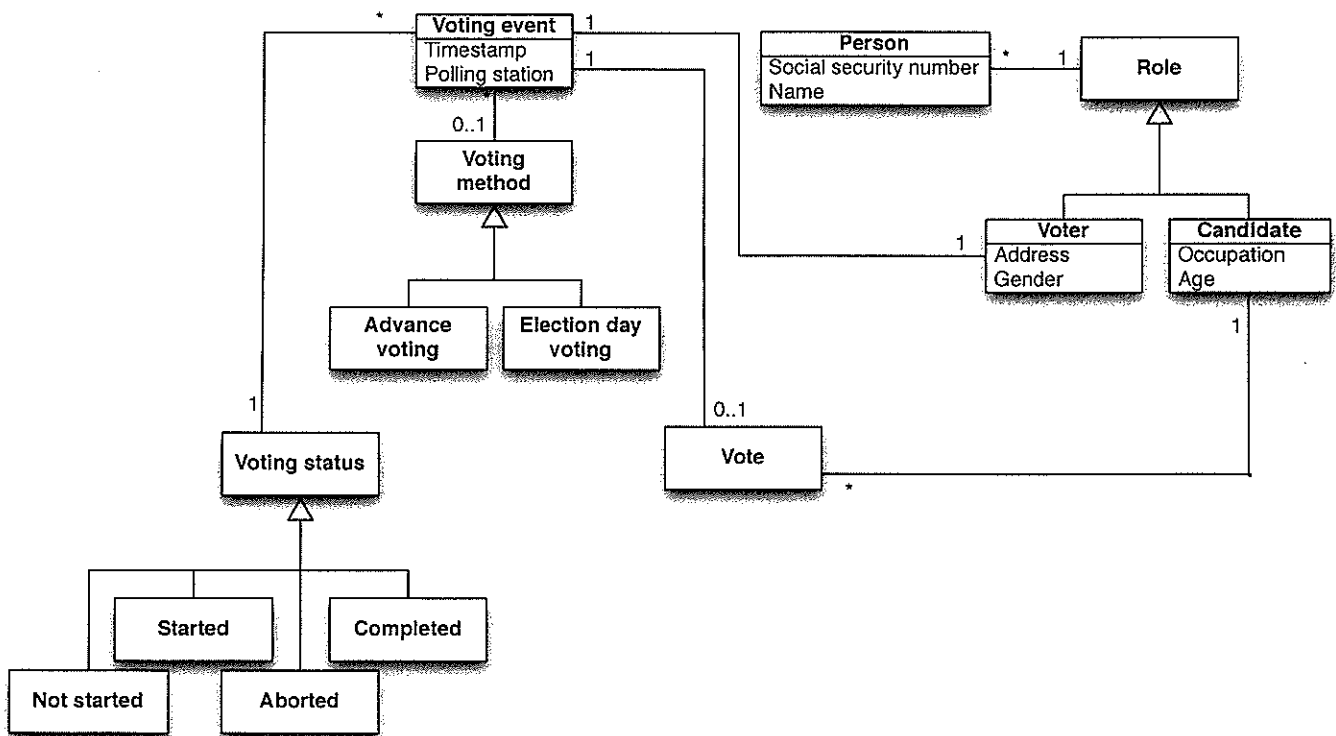 *
Voting event
1
Timestamp
1
Polling station
*
0..1
Voting
method
Advance
voting
Election day
voting
Person
Social security number
Name
*
1
Role
1
Voter
Address
Gender
Candidate
Occupation
Age
1
1
0..1
Voting status
Vote
*
Started
Completed
Not started
Aborted